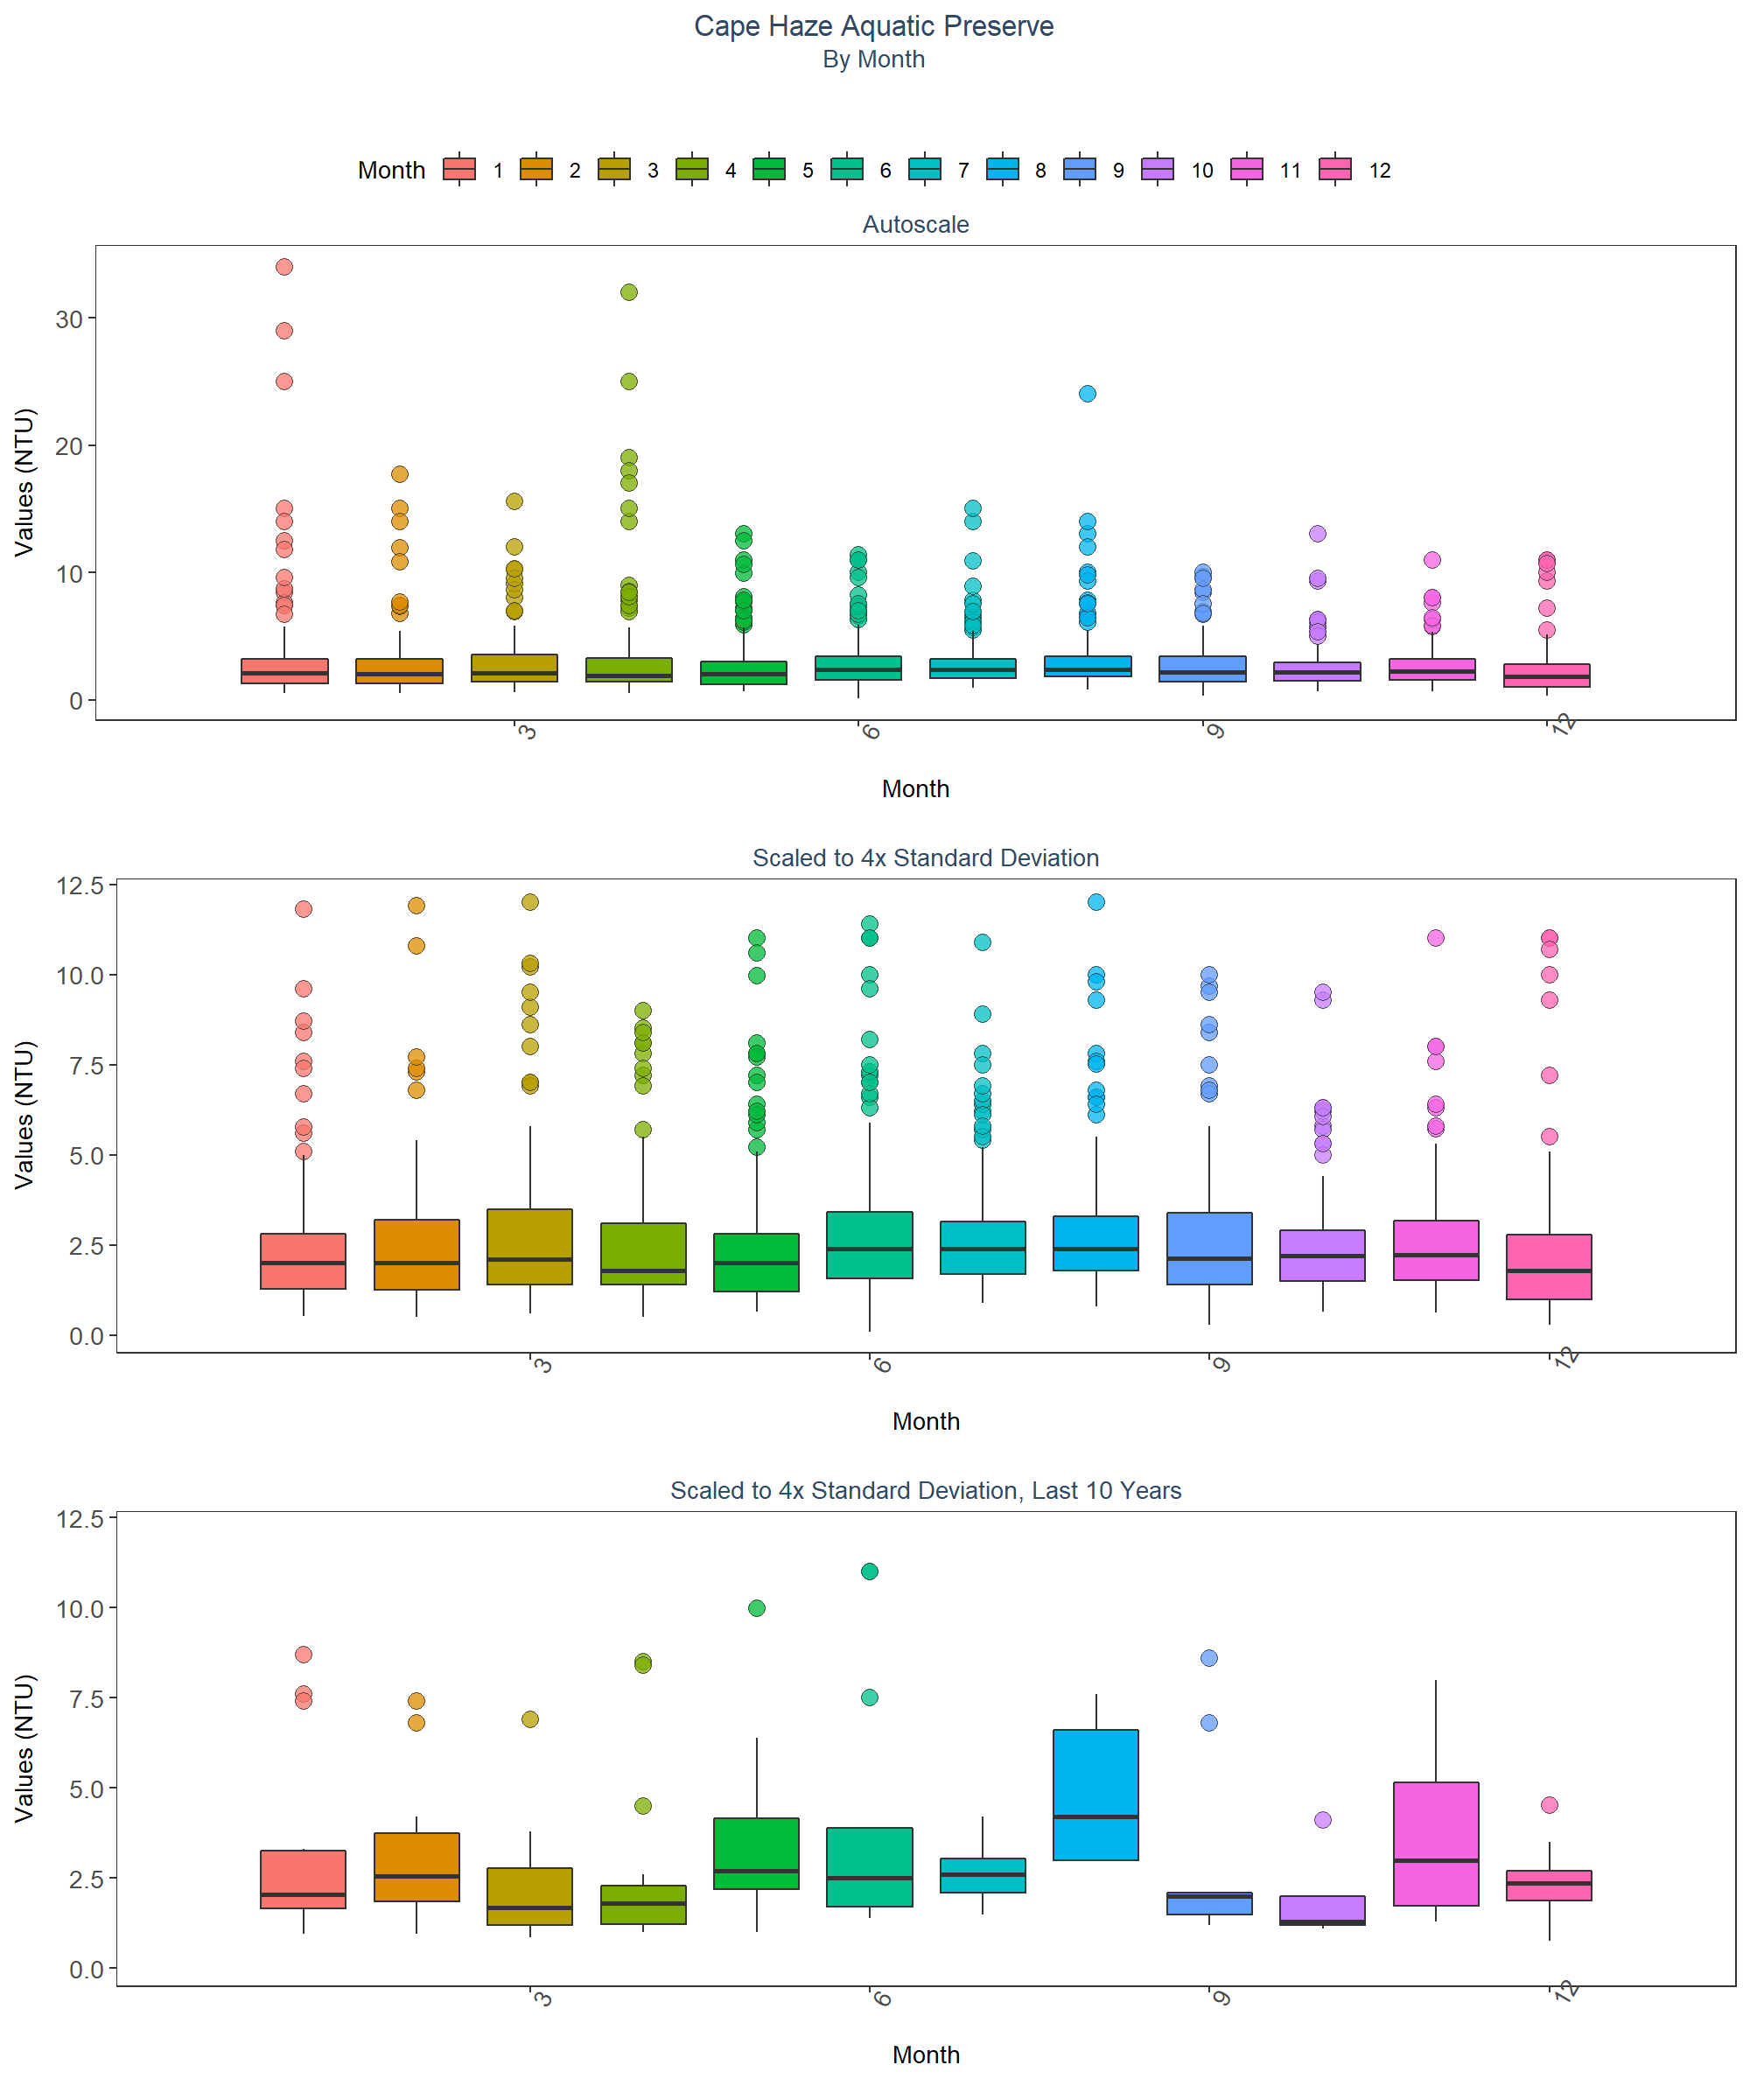 Cape Haze Aquatic Preserve
By Month
Month 1 2 3 4 5 6 7 8 9 10 11 12
Autoscale
Values (NTU)
30
20
10
0
3 6 9 12
Month
Scaled to 4x Standard Deviation
Values (NTU)
12.5
10.0
7.5
5.0
2.5
0.0
3 6 9 12
Month
Scaled to 4x Standard Deviation, Last 10 Years
Values (NTU)
12.5
10.0
7.5
5.0
2.5
0.0
3 6 9 12
Month